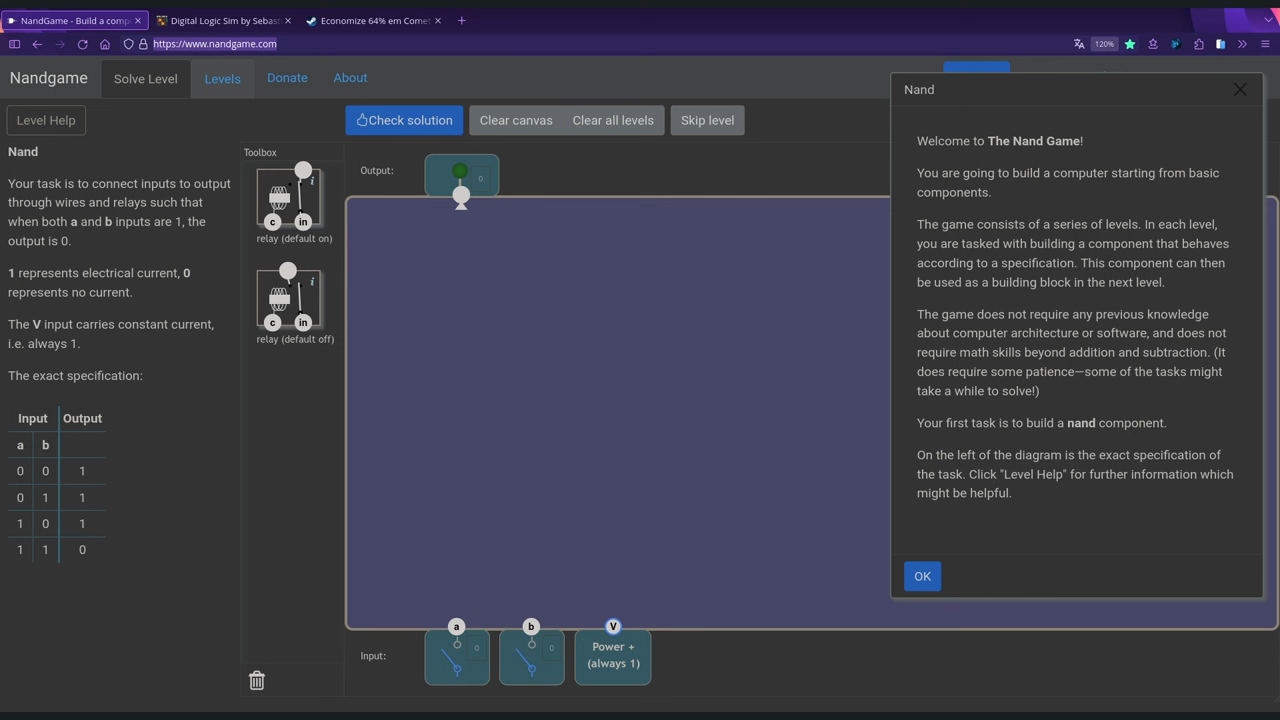 NandGame - Build a comp
Digital Logic Sim by Sebast
Economize 64% em Comet
https://www.nandgame.com
120%
Nandgame
Solve Level
Levels
Donate
About
Level Help
Check solution
Clear canvas
Clear all levels
Skip level
Nand
Your task is to connect inputs to output
through wires and relays such that
when both a and b inputs are 1, the
output is 0.
1 represents electrical current, 0
represents no current.
The V input carries constant current,
i.e. always 1.
The exact specification:
Input Output
a b
0 0 1
0 1 1
1 0 1
1 1 0
Toolbox
i
c in
relay (default on)
i
c in
relay (default off)
Output:
0
Input:
a
0
b
0
V
Power +
(always 1)
Nand
Welcome to The Nand Game!
You are going to build a computer starting from basic
components.
The game consists of a series of levels. In each level,
you are tasked with building a component that behaves
according to a specification. This component can then
be used as a building block in the next level.
The game does not require any previous knowledge
about computer architecture or software, and does not
require math skills beyond addition and subtraction. (It
does require some patience—some of the tasks might
take a while to solve!)
Your first task is to build a nand component.
On the left of the diagram is the exact specification of
the task. Click "Level Help" for further information which
might be helpful.
OK